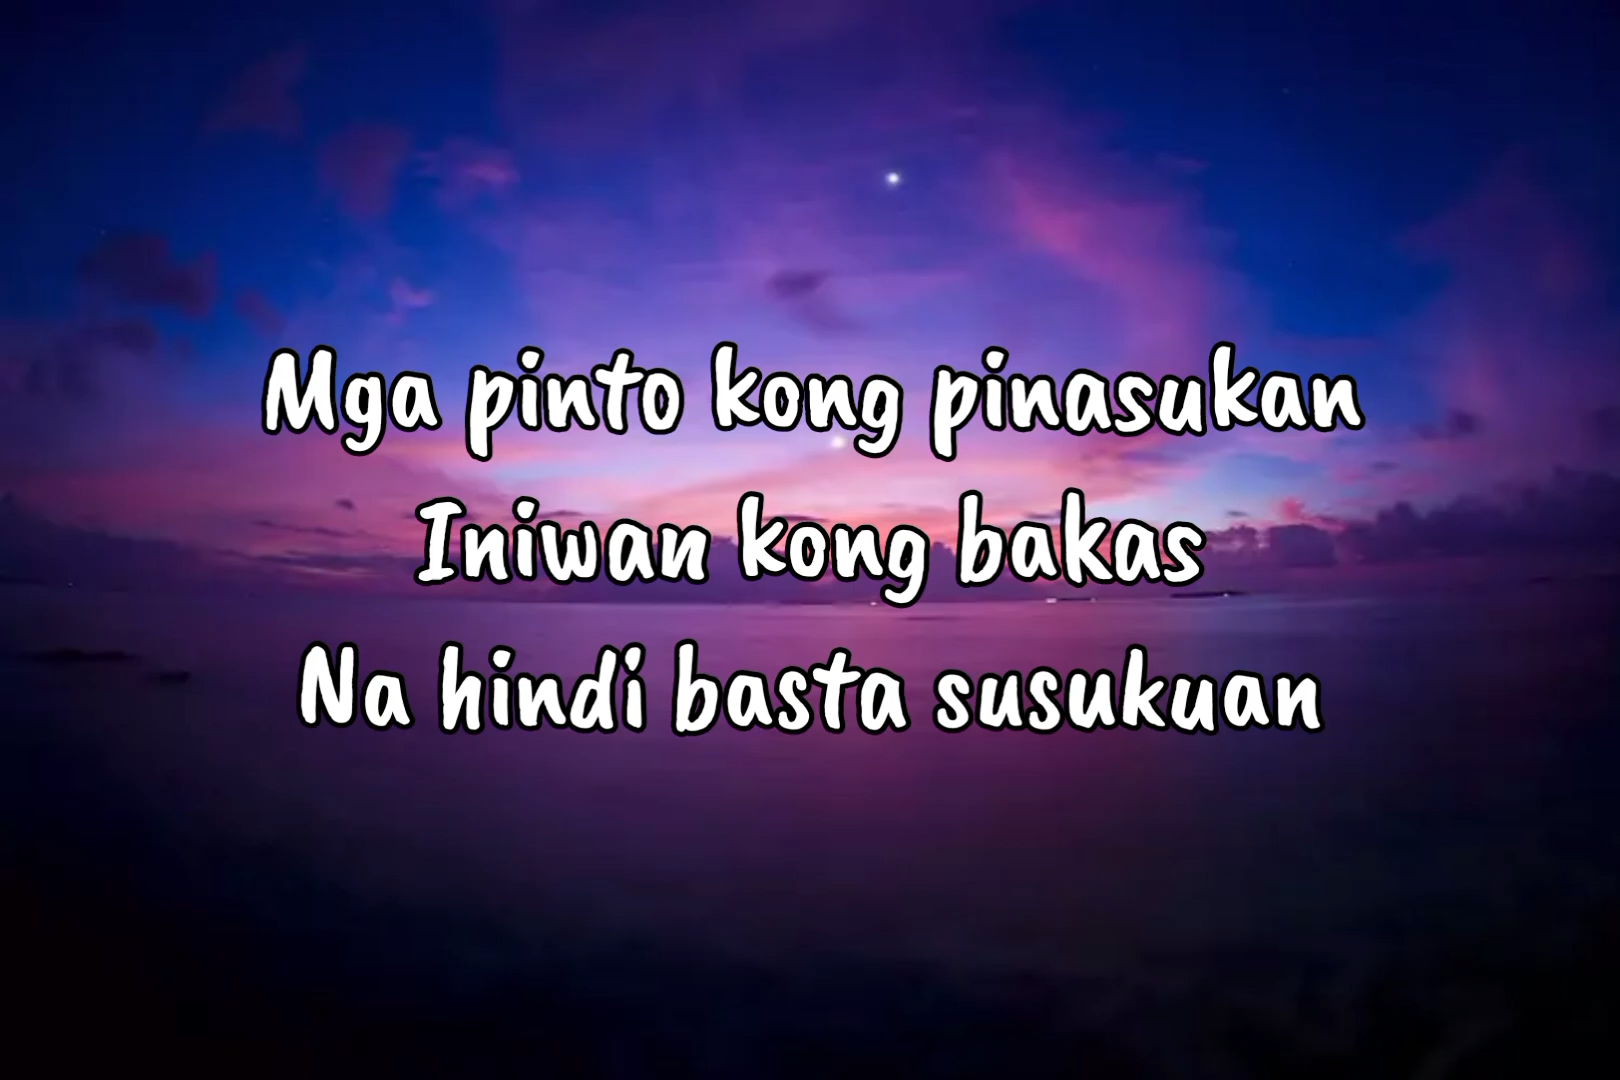 Mga pinto kong pinasukan
Iniwan kong bakas
Na hindi basta susukuan